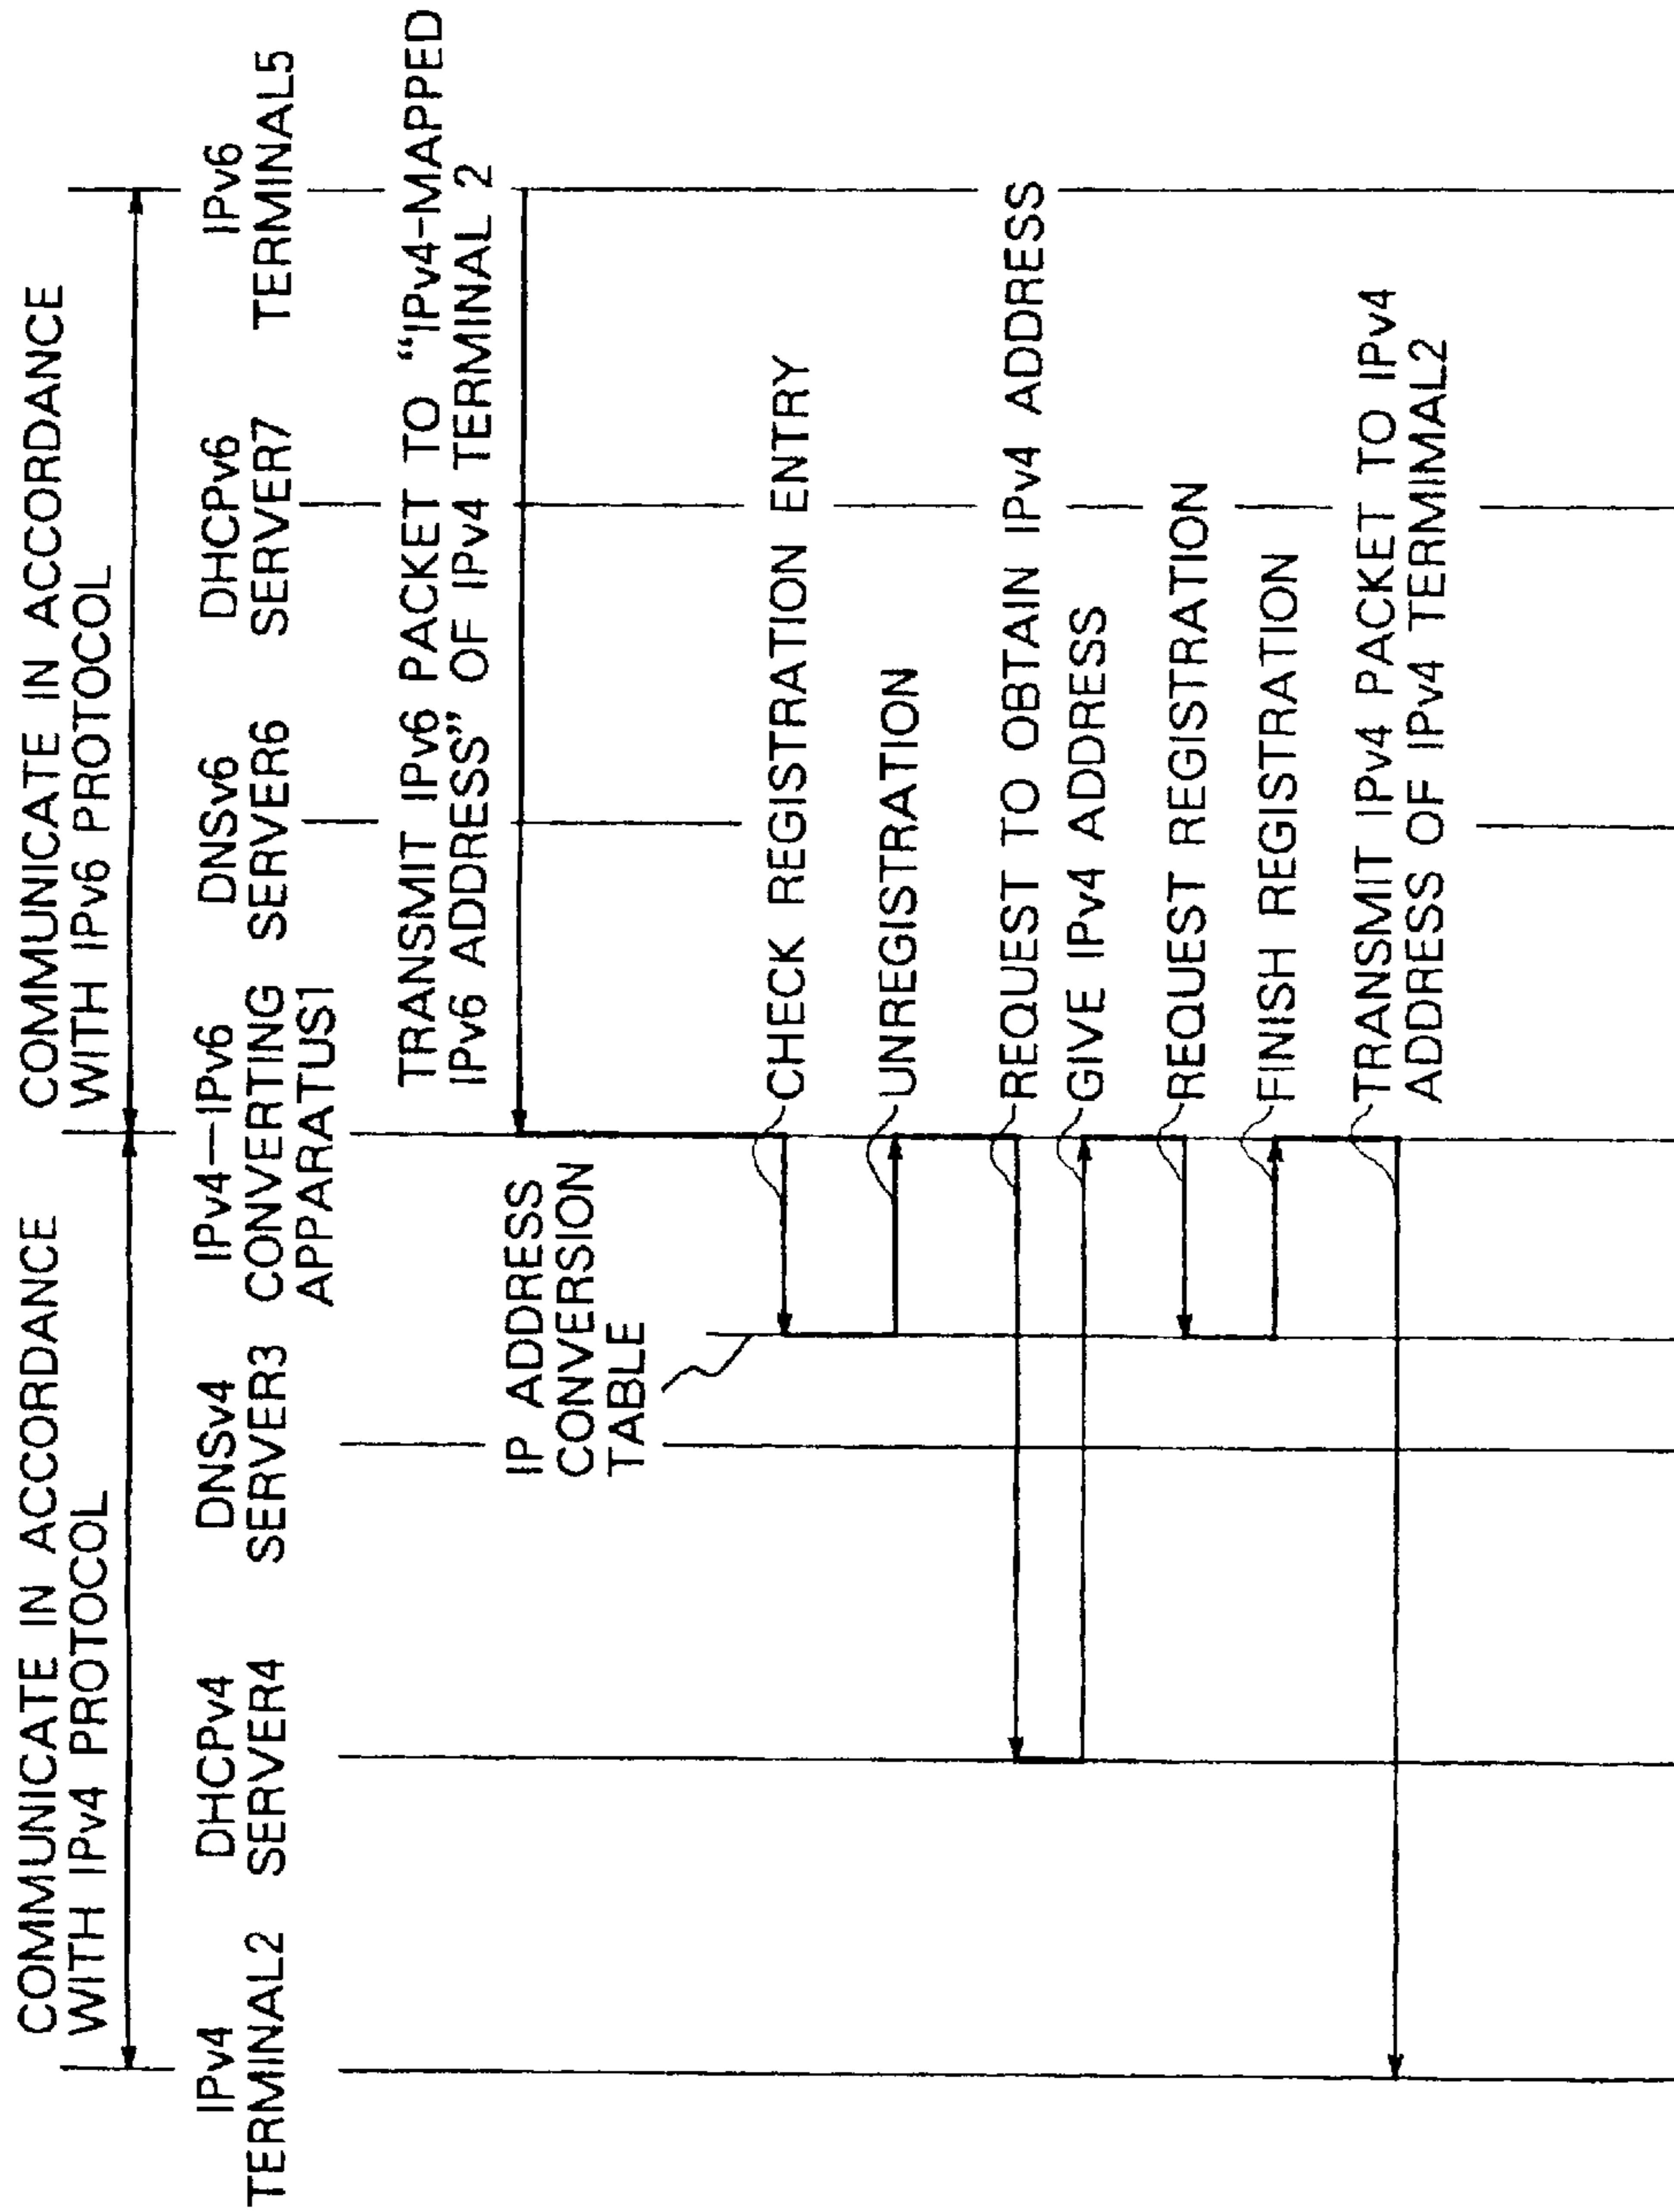 COMMUNICATE IN ACCORDANCE
WITH IPv4 PROTOCOL
COMMUNICATE IN ACCORDANCE
WITH IPv6 PROTOCOL
IPv4
TERMINAL2
DHCPv4
SERVER4
DNSv4
SERVER3
IPv4-IPv6
CONVERTING
APPARATUS1
DNSv6
SERVER6
DHCPv6
SERVER7
IPv6
TERMINAL5
TRANSMIT IPv6 PACKET TO "IPv4-MAPPED
IPv6 ADDRESS" OF IPv4 TERMINAL 2
IP ADDRESS
CONVERSION
TABLE
CHECK REGISTRATION ENTRY
UNREGISTRATION
REQUEST TO OBTAIN IPv4 ADDRESS
GIVE IPv4 ADDRESS
REQUEST REGISTRATION
FINISH REGISTRATION
TRANSMIT IPv4 PACKET TO IPv4
ADDRESS OF IPv4 TERMIMAL2